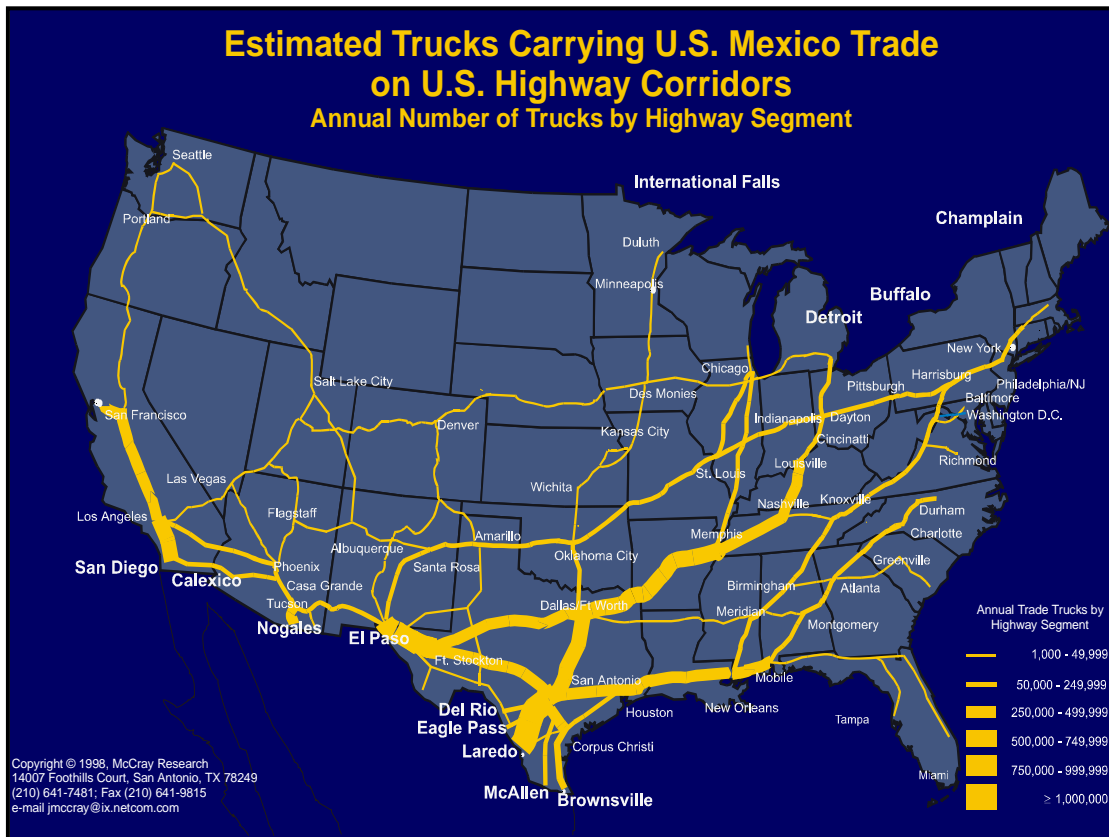 Estimated Trucks Carrying U.S. Mexico Trade
on U.S. Highway Corridors
Annual Number of Trucks by Highway Segment
Seattle
International Falls
Portland
Champlain
Duluth
Minneapolis
Buffalo
Detroit
New York
Chicago
Harrisburg
Salt Lake City
Pittsburgh
Philadelphia/NJ
Des Monies
Baltimore
San Francisco
Washington D.C.
Indianapolis
Dayton
Denver
Kansas City
Cincinatti
Richmond
Louisville
St. Louis
Las Vegas
Wichita
Knoxville
Nashville
Durham
Flagstaff
Los Angeles
Charlotte
Amarillo
Memphis
Albuquerque
Oklahoma City
Greenville
San Diego
Phoenix
Santa Rosa
Calexico
Casa Grande
Birmingham
Atlanta
Tucson
Dallas/Ft Worth
Meridian
Nogales
El Paso
Montgomery
Annual Trade Trucks by
Highway Segment
1,000 - 49,999
50,000 - 249,999
250,000 - 499,999
500,000 - 749,999
750,000 - 999,999
≥ 1,000,000
Ft. Stockton
San Antonio
Mobile
Del Rio
Houston
New Orleans
Eagle Pass
Tampa
Laredo
Corpus Christi
Miami
McAllen
Brownsville
Copyright © 1998, McCray Research
14007 Foothills Court, San Antonio, TX 78249
(210) 641-7481; Fax (210) 641-9815
e-mail jmccray@ix.netcom.com